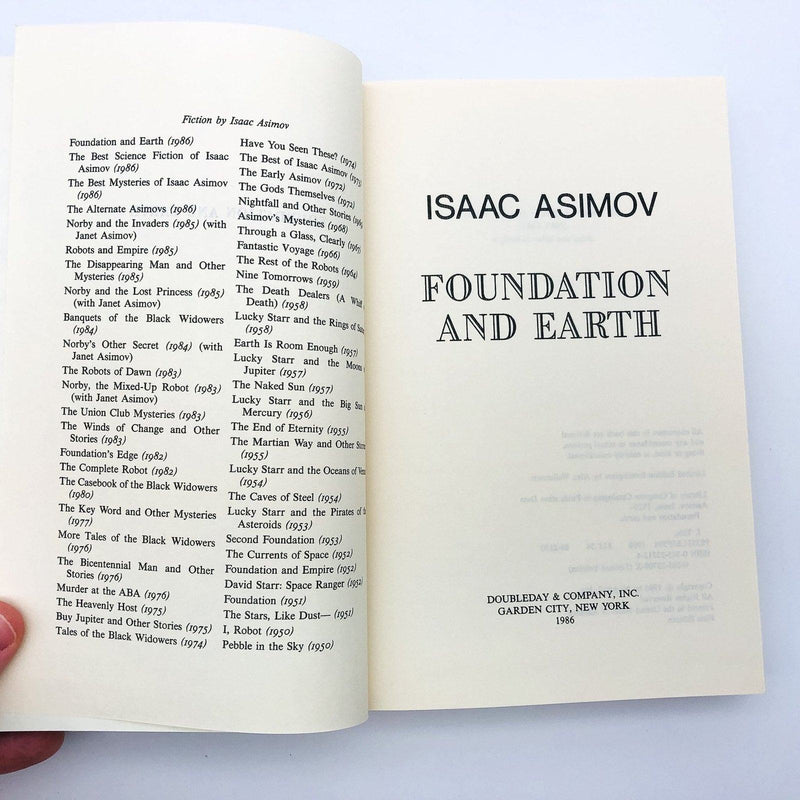 Fiction by Isaac Asimov
Foundation and Earth (1986)
The Best Science Fiction of Isaac
Asimov (1986)
The Best Mysteries of Isaac Asimov
(1986)
The Alternate Asimovs (1986)
Norby and the Invaders (1985) (with
Janet Asimov)
Robots and Empire (1985)
The Disappearing Man and Other
Mysteries (1985)
Norby and the Lost Princess (1985)
(with Janet Asimov)
Banquets of the Black Widowers
(1984)
Norby's Other Secret (1984) (with
Janet Asimov)
The Robots of Dawn (1983)
Norby, the Mixed-Up Robot (1983)
(with Janet Asimov)
The Union Club Mysteries (1983)
The Winds of Change and Other
Stories (1983)
Foundation's Edge (1982)
The Complete Robot (1982)
The Casebook of the Black Widowers
(1980)
The Key Word and Other Mysteries
(1977)
More Tales of the Black Widowers
(1976)
The Bicentennial Man and Other
Stories (1976)
Murder at the ABA (1976)
The Heavenly Host (1975)
Buy Jupiter and Other Stories (1975)
Tales of the Black Widowers (1974)
Have You Seen These? (1974)
The Best of Isaac Asimov
The Early Asimov (1972)
The Gods Themselves (1972)
Nightfall and Other Stories
Asimov's Mysteries (1968)
Through a Glass, Clearly
Fantastic Voyage (1966)
The Rest of the Robots (1964)
Nine Tomorrows (1959)
The Death Dealers (A
Death) (1958)
Lucky Starr and the Rings of
(1958)
Earth Is Room Enough (1957)
Lucky Starr and the Moons
Jupiter (1957)
The Naked Sun (1957)
Lucky Starr and the Big
Mercury (1956)
The End of Eternity (1955)
The Martian Way and Other
(1955)
Lucky Starr and the Oceans of
(1954)
The Caves of Steel (1954)
Lucky Starr and the Pirates of
Asteroids (1953)
Second Foundation (1953)
The Currents of Space (1952)
Foundation and Empire (1952)
David Starr: Space Ranger (1952)
Foundation (1951)
The Stars, Like Dust— (1951)
I, Robot (1950)
Pebble in the Sky (1950)
ISAAC ASIMOV
FOUNDATION
AND EARTH
DOUBLEDAY & COMPANY, INC.
GARDEN CITY, NEW YORK
1986